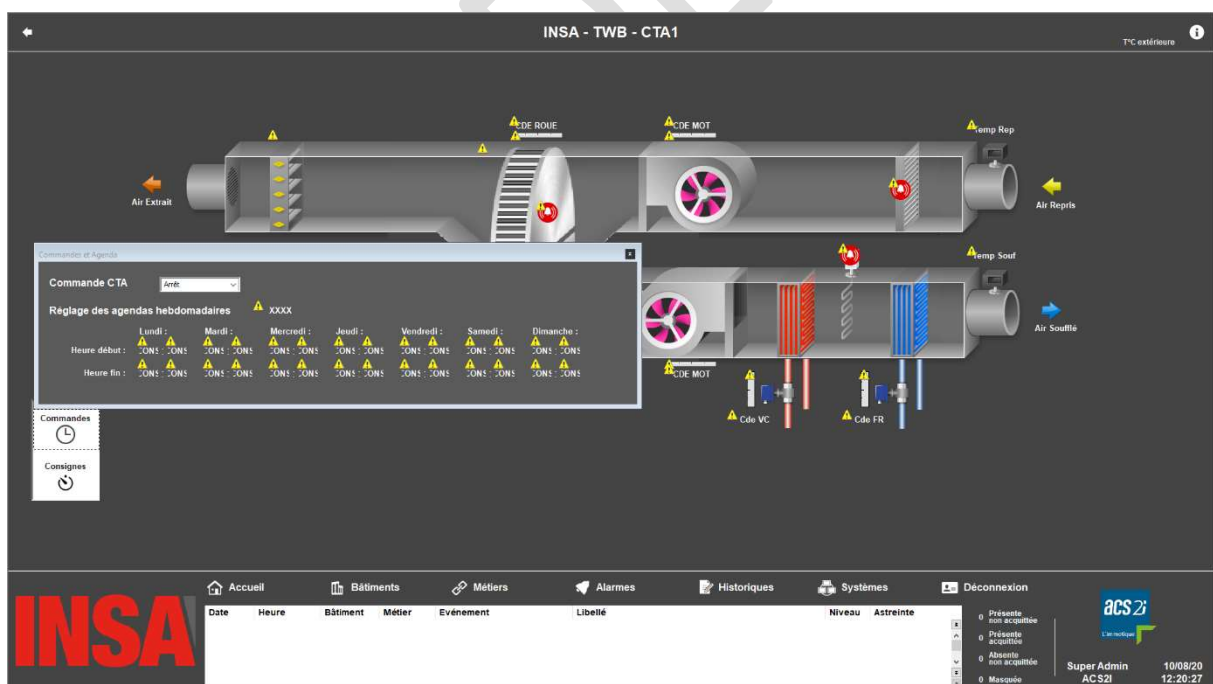 INSA - TWB - CTA1
T°C extérieure
CDE ROUE
CDE MOT
Temp Rep
Air Extrait
Air Repris
Commandes et Agenda
Temp Souf
Commande CTA
Arrêt
Réglage des agendas hebdomadaires
XXXX
Air Soufflé
Lundi : Mardi : Mercredi : Jeudi : Vendredi : Samedi : Dimanche :
Heure début :
Heure fin :
CDE MOT
Cde VC
Cde FR
Commandes
Consignes
Accueil Bâtiments Métiers Alarmes Historiques Systèmes Déconnexion
INSA
Date Heure Bâtiment Métier Evénement Libellé Niveau Astreinte
0 Présente non acquittée
0 Présente acquittée
0 Absente non acquittée
0 Masquée
acs2i
Super Admin
ACS2I
10/08/20
12:20:27